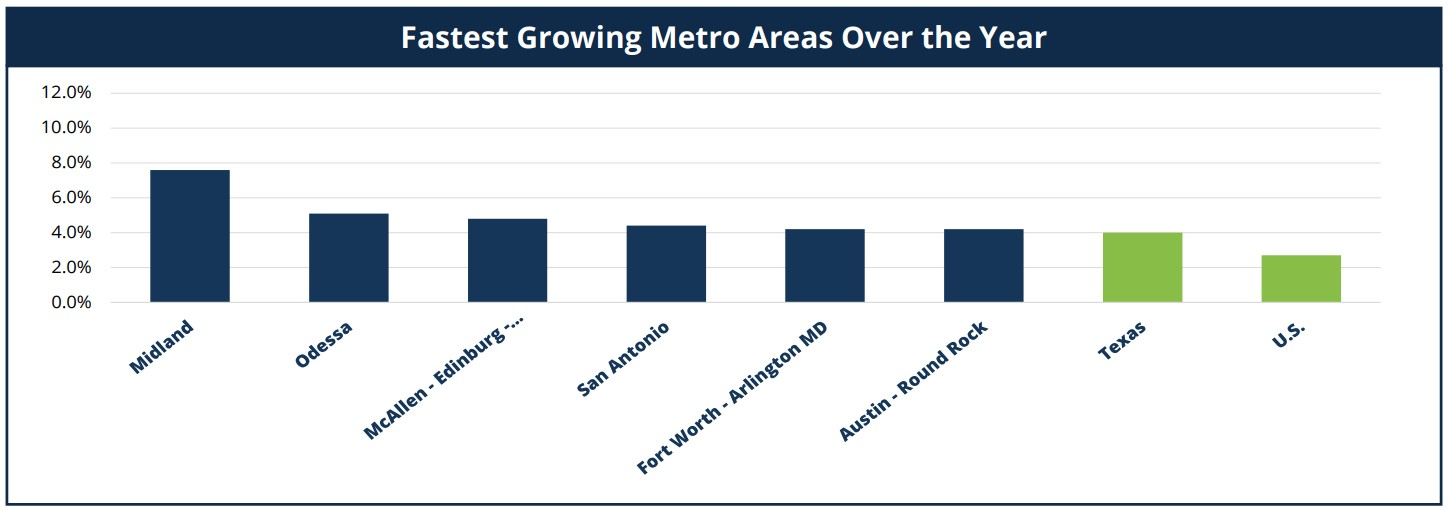 Fastest Growing Metro Areas Over the Year
12.0%
10.0%
8.0%
6.0%
4.0%
2.0%
0.0%
Midland
Odessa
McAllen - Edinburg -...
San Antonio
Fort Worth - Arlington MD
Austin - Round Rock
Texas
U.S.